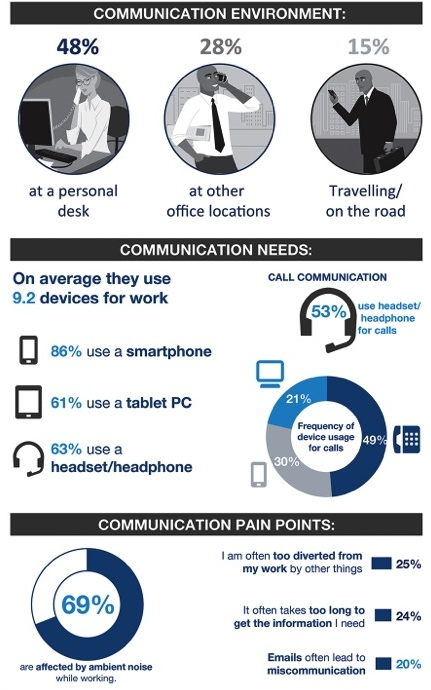 COMMUNICATION ENVIRONMENT:
48%
28%
15%
at a personal
desk
at other
office locations
Travelling/
on the road
COMMUNICATION NEEDS:
On average they use
9.2 devices for work
86% use a smartphone
61% use a tablet PC
63% use a
headset/headphone
CALL COMMUNICATION
53%
use headset/
headphone
for calls
21%
49%
30%
Frequency of
device usage
for calls
COMMUNICATION PAIN POINTS:
69%
are affected by ambient noise
while working.
I am often too diverted from
my work by other things
25%
It often takes too long to
get the information I need
24%
Emails often lead to
miscommunication
20%